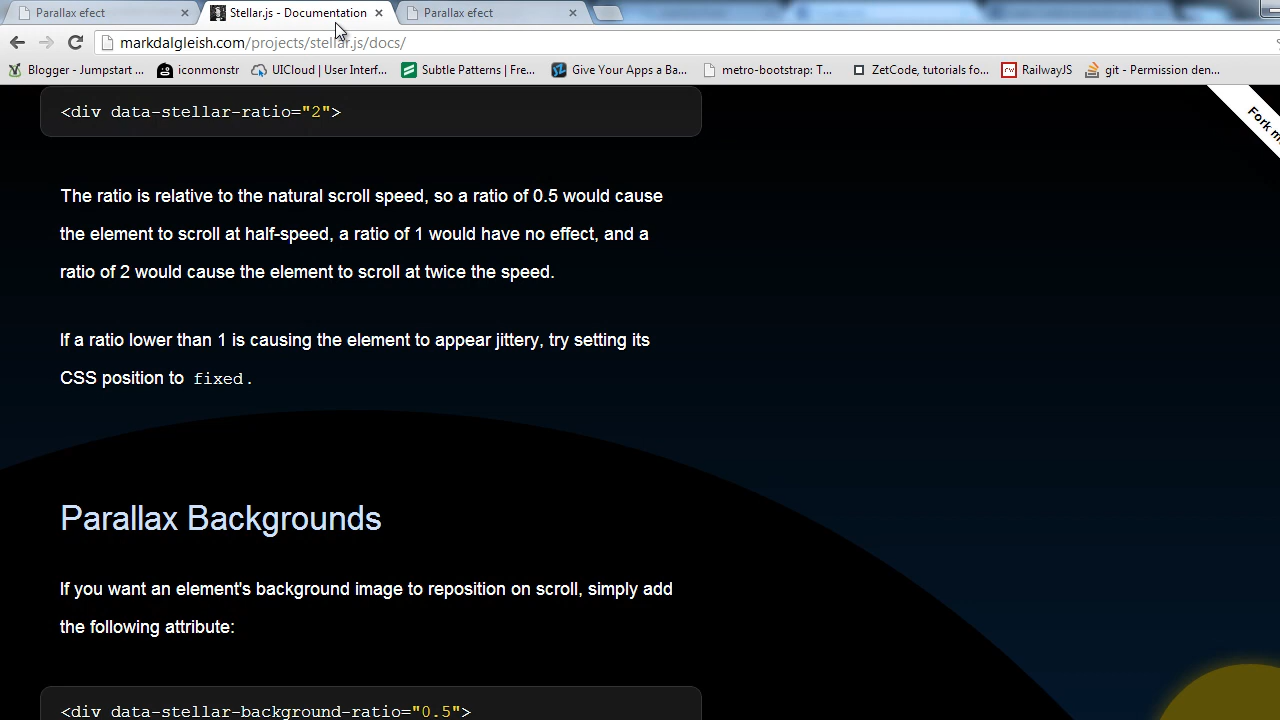 Parallax efect
Stellar.js - Documentation
Parallax efect
markdalgleish.com/projects/stellar.js/docs/
Blogger - Jumpstart ...
iconmonstr
UICloud | User Interf...
Subtle Patterns | Fre...
Give Your Apps a Ba...
metro-bootstrap: T...
ZetCode, tutorials fo...
RailwayJS
git - Permission den...
<div data-stellar-ratio="2">
Fork m
The ratio is relative to the natural scroll speed, so a ratio of 0.5 would cause
the element to scroll at half-speed, a ratio of 1 would have no effect, and a
ratio of 2 would cause the element to scroll at twice the speed.
If a ratio lower than 1 is causing the element to appear jittery, try setting its
CSS position to fixed.
Parallax Backgrounds
If you want an element's background image to reposition on scroll, simply add
the following attribute:
<div data-stellar-background-ratio="0.5">